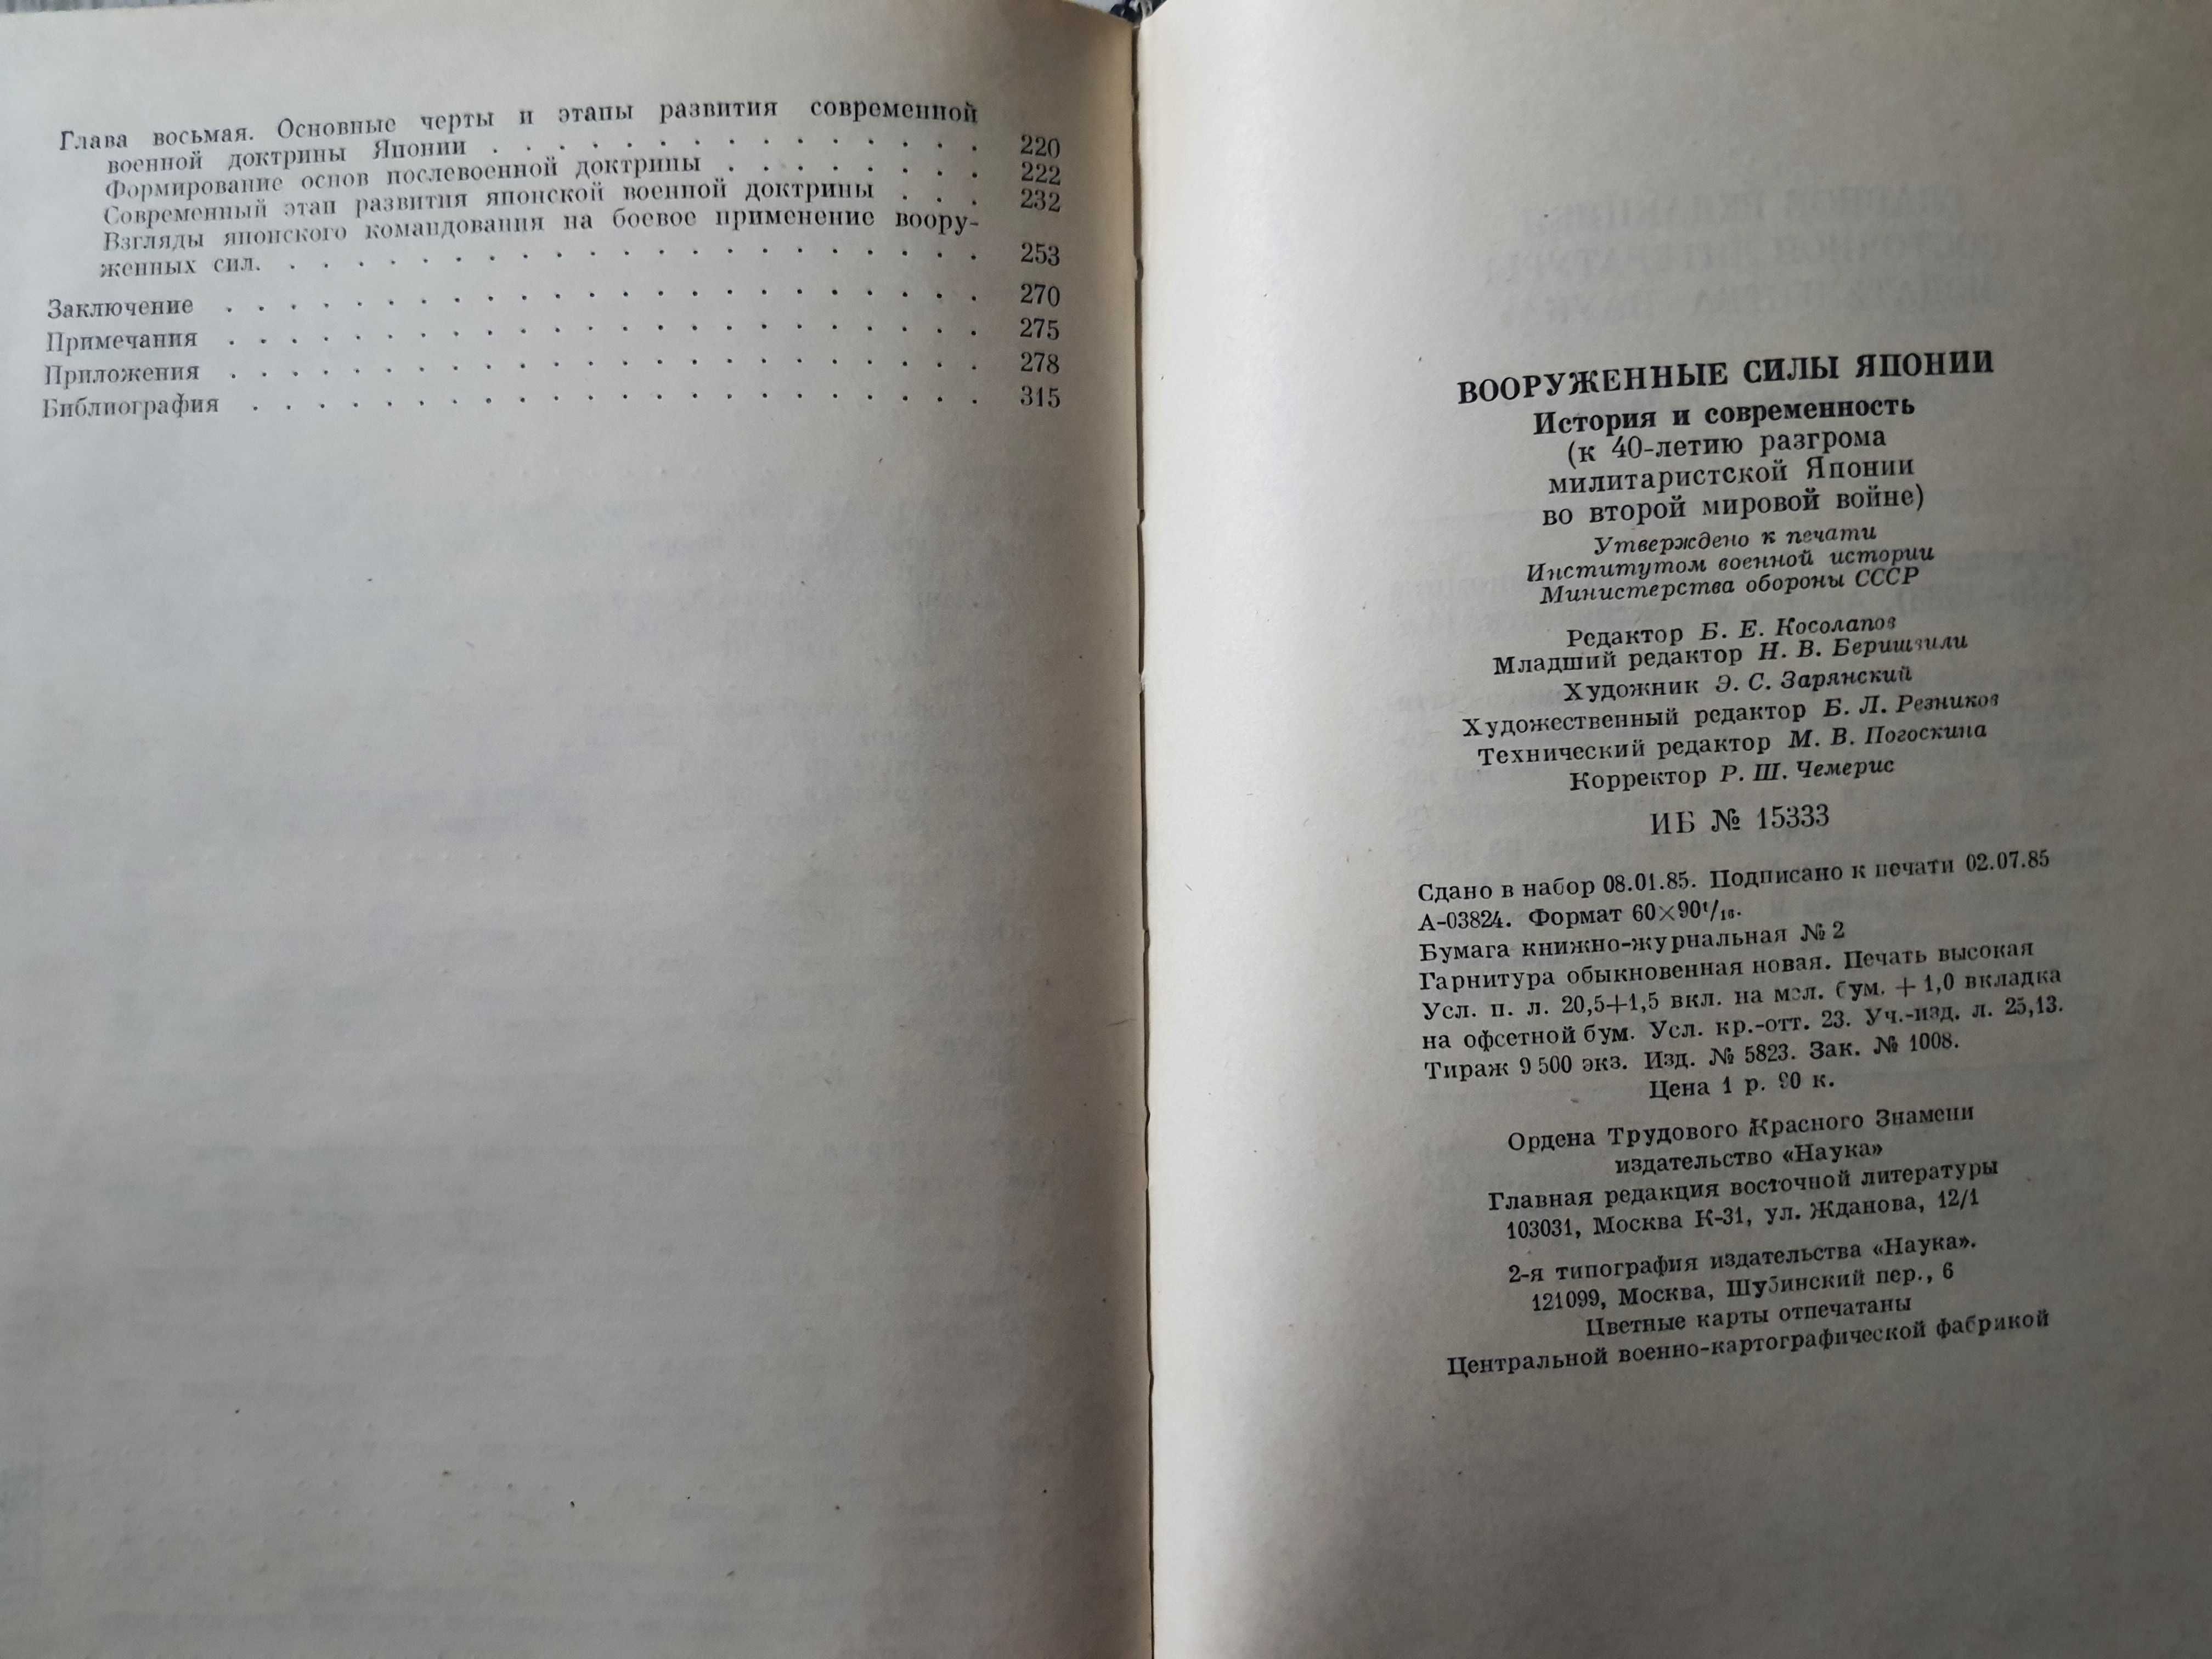 Глава восьмая. Основные черты и этапы развития современной
военной доктрины Японии . . . . . . . . . . . . . . . 220
Формирование основ послевоенной доктрины . . . . . . . . 222
Современный этап развития японской военной доктрины . . . 232
Взгляды японского командования на боевое применение воору-
женных сил. . . . . . . . . . . . . . . . . . . . . . 253
Заключение . . . . . . . . . . . . . . . . . . . . . . . 270
Примечания . . . . . . . . . . . . . . . . . . . . . . . 275
Приложения . . . . . . . . . . . . . . . . . . . . . . . 278
Библиография . . . . . . . . . . . . . . . . . . . . . . 315
ВООРУЖЕННЫЕ СИЛЫ ЯПОНИИ
История и современность
(к 40-летию разгрома
милитаристской Японии
во второй мировой войне)
Утверждено к печати
Институтом военной истории
Министерства обороны СССР
Редактор Б. Е. Косолапов
Младший редактор Н. В. Беришвили
Художник Э. С. Зарянский
Художественный редактор Б. Л. Резников
Технический редактор М. В. Погоскина
Корректор Р. Ш. Чемерис
ИБ № 15333
Сдано в набор 08.01.85. Подписано к печати 02.07.85
А-03824. Формат 60×90¹/₁₆.
Бумага книжно-журнальная № 2
Гарнитура обыкновенная новая. Печать высокая
Усл. п. л. 20,5+1,5 вкл. на мел. бум. + 1,0 вкладка
на офсетной бум. Усл. кр.-отт. 23. Уч.-изд. л. 25,13.
Тираж 9 500 экз. Изд. № 5823. Зак. № 1008.
Цена 1 р. 90 к.
Ордена Трудового Красного Знамени
издательство «Наука»
Главная редакция восточной литературы
103031, Москва К-31, ул. Жданова, 12/1
2-я типография издательства «Наука».
121099, Москва, Шубинский пер., 6
Цветные карты отпечатаны
Центральной военно-картографической фабрикой